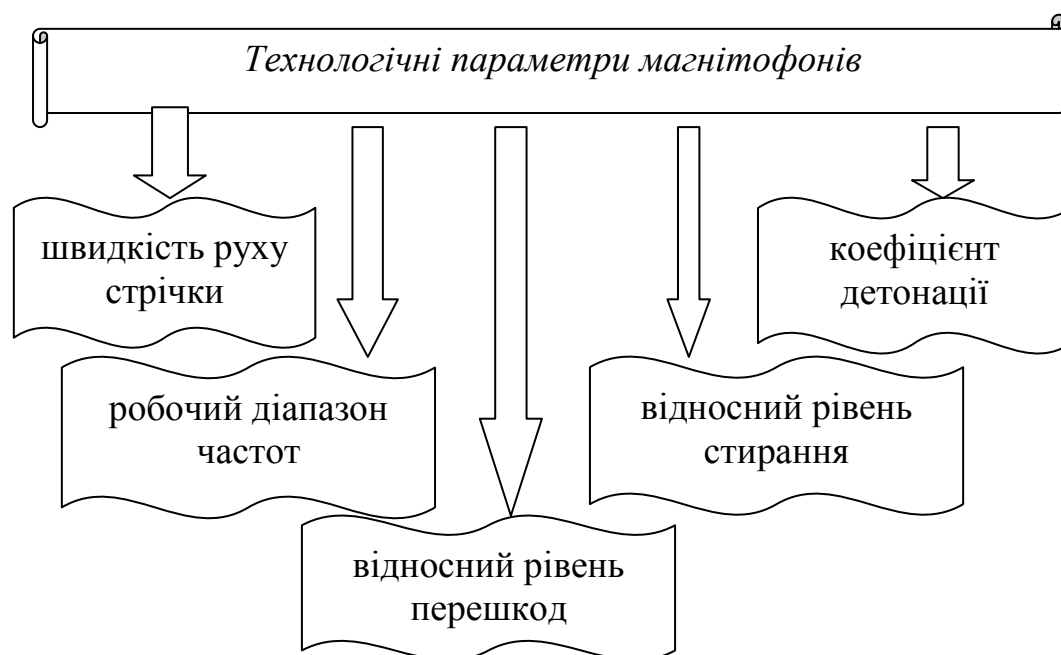 Технологічні параметри магнітофонів
швидкість руху
стрічки
коефіцієнт
детонації
робочий діапазон
частот
відносний рівень
стирання
відносний рівень
перешкод